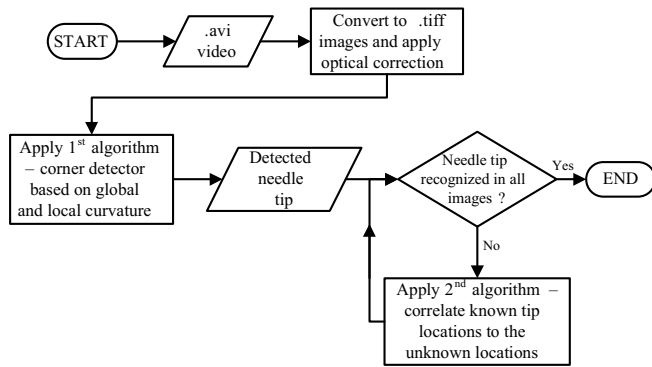 START
.avi
video
Convert to .tiff
images and apply
optical correction
Apply 1st algorithm
– corner detector
based on global
and local curvature
Detected
needle
tip
Needle tip
recognized in all
images ?
Yes
END
No
Apply 2nd algorithm –
correlate known tip
locations to the
unknown locations